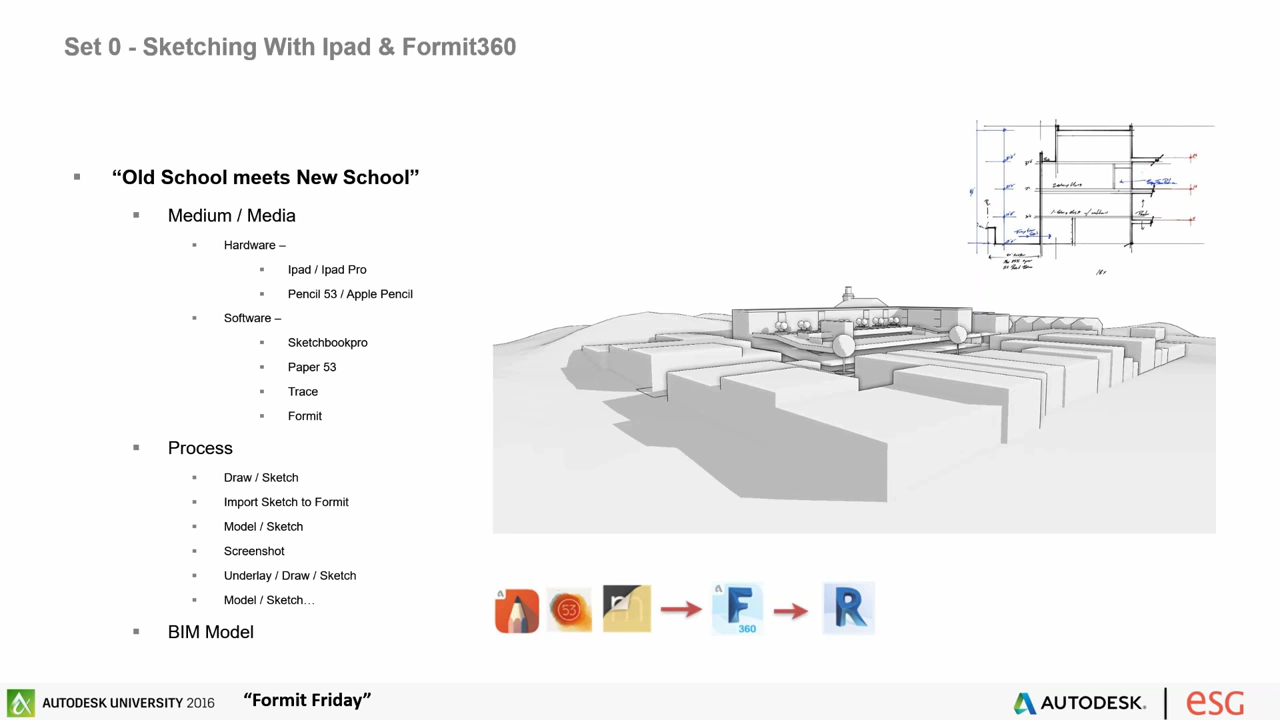 Set 0 - Sketching With Ipad & Formit360
“Old School meets New School”
Medium / Media
Hardware –
Ipad / Ipad Pro
Pencil 53 / Apple Pencil
Software –
Sketchbookpro
Paper 53
Trace
Formit
Process
Draw / Sketch
Import Sketch to Formit
Model / Sketch
Screenshot
Underlay / Draw / Sketch
Model / Sketch…
BIM Model
A
53
m
A
F
360
R
AUTODESK UNIVERSITY 2016
“Formit Friday”
AUTODESK.
esg